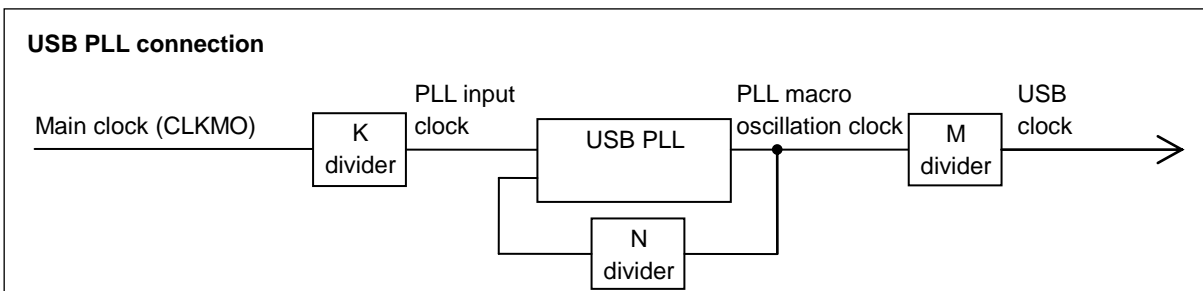 USB PLL connection
Main clock (CLKMO)
K
divider
PLL input
clock
USB PLL
PLL macro
oscillation clock
M
divider
USB
clock
N
divider